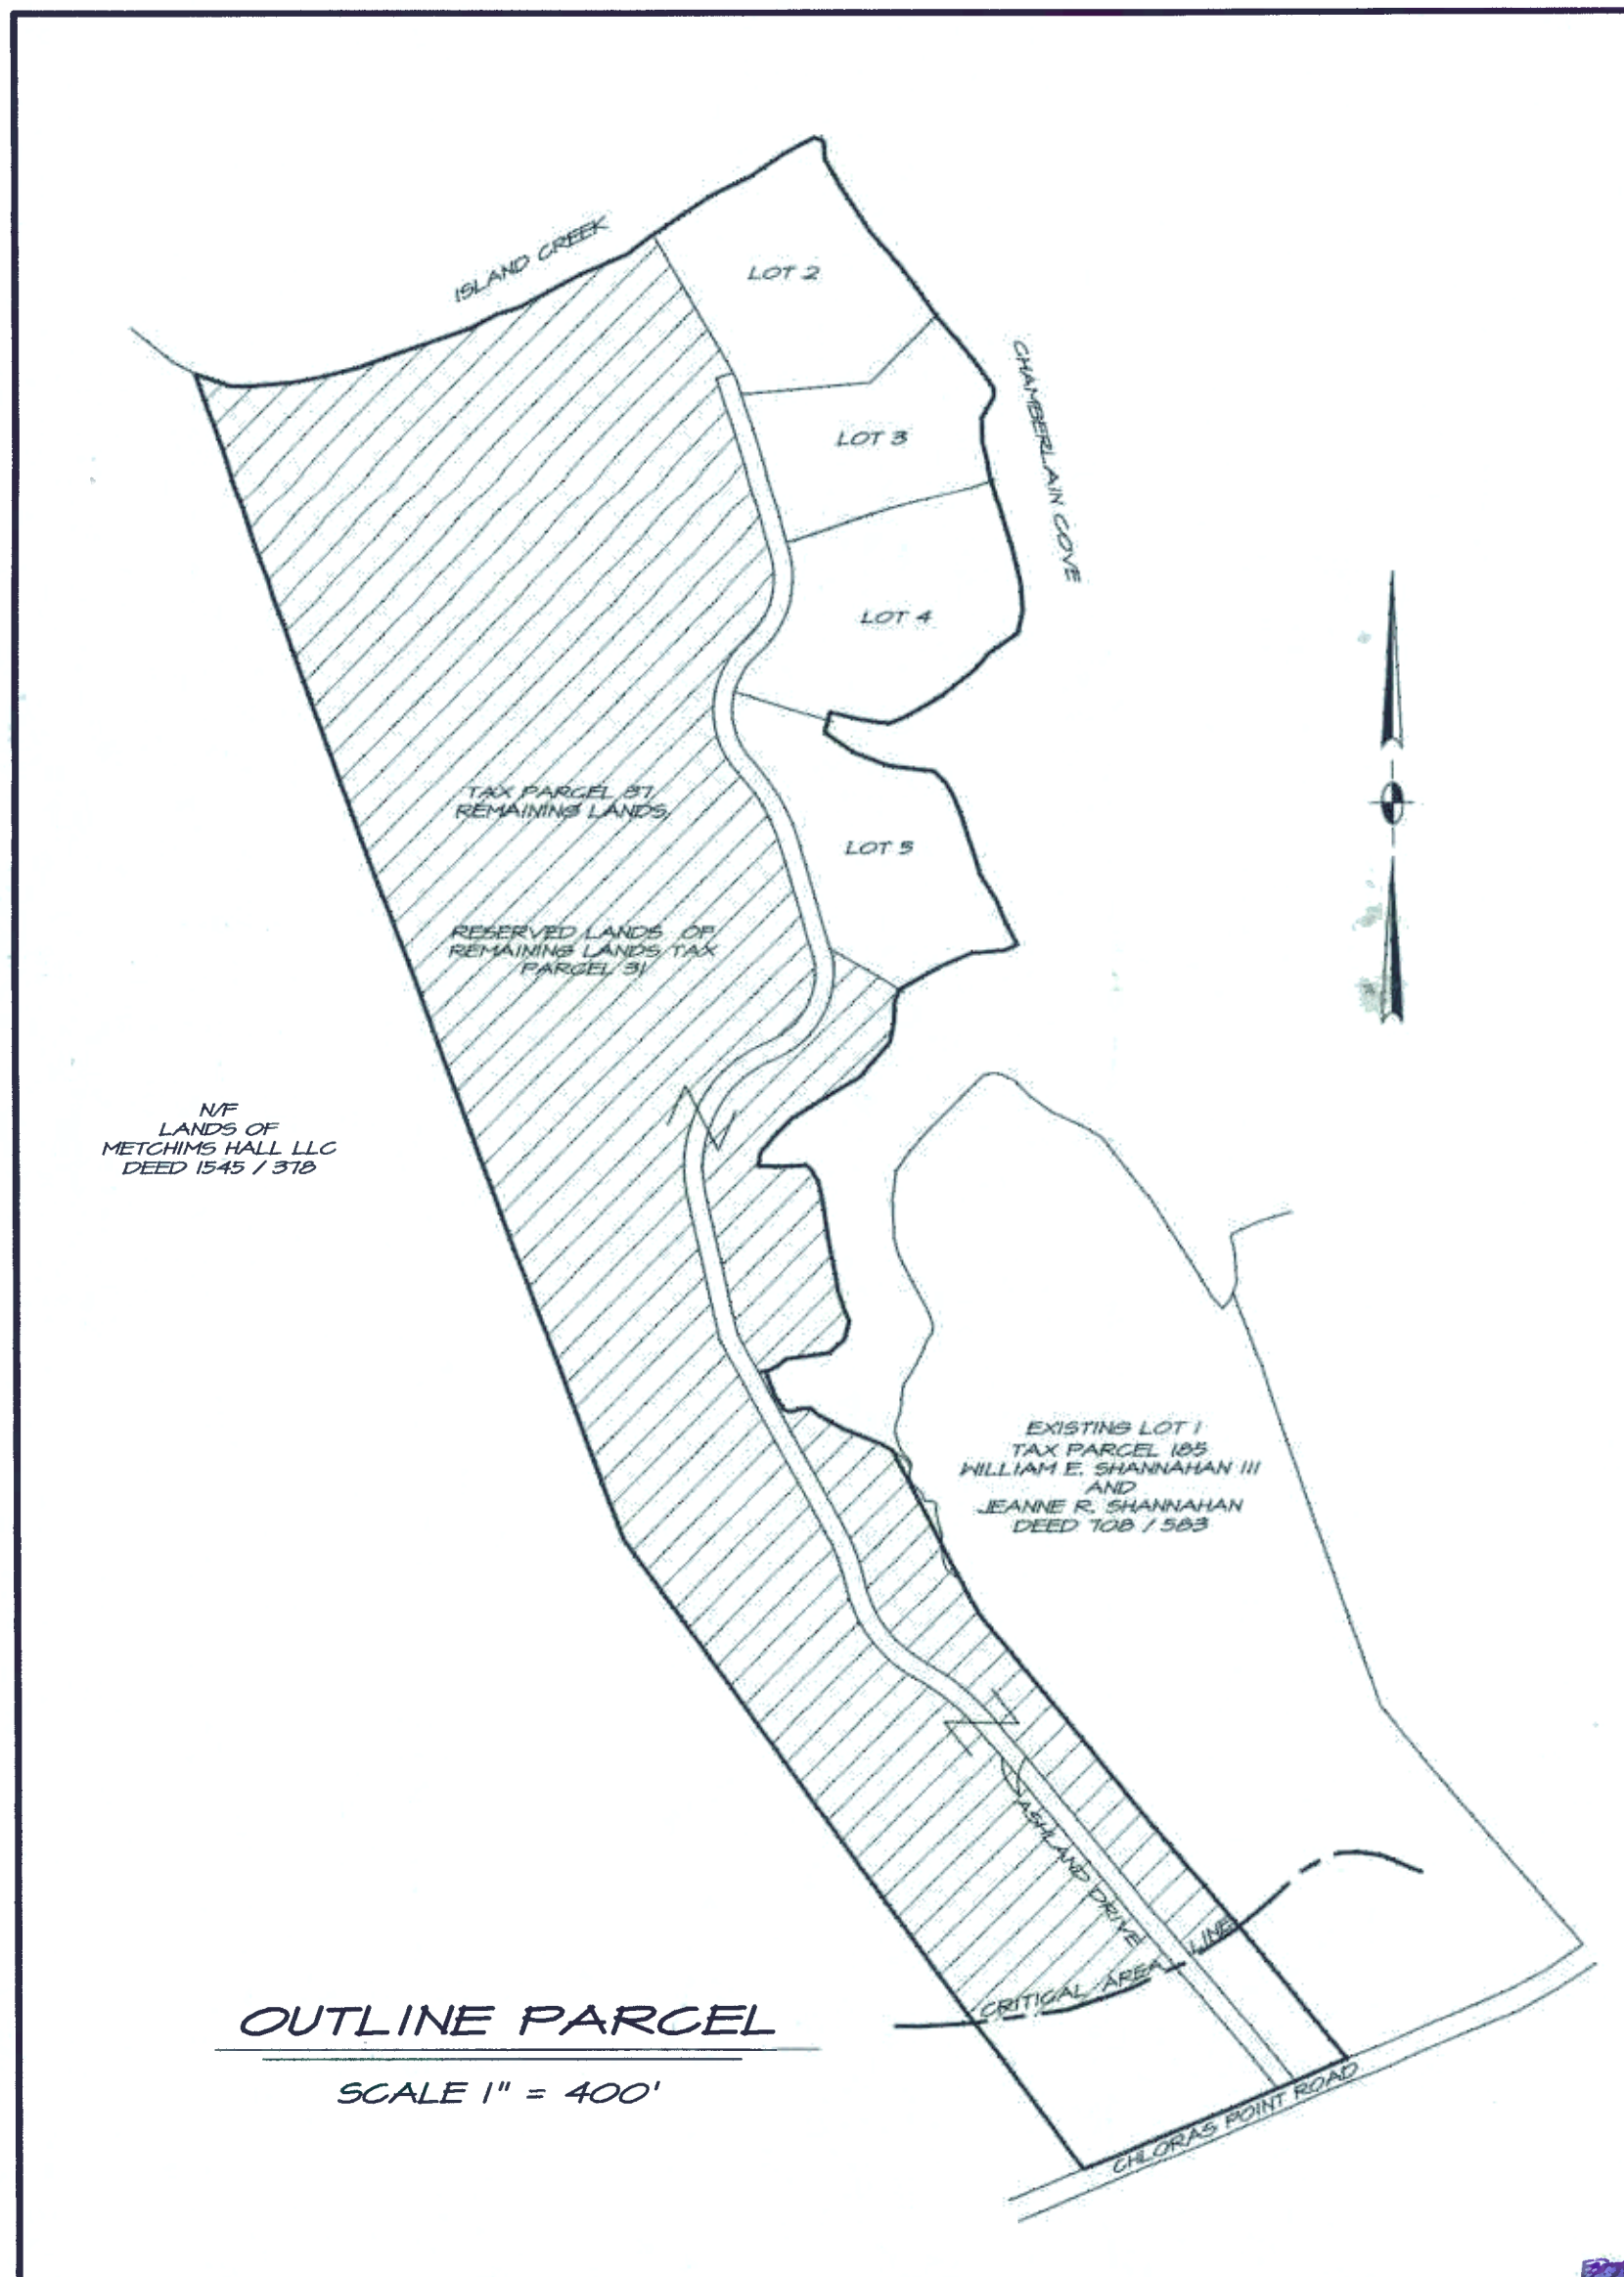 ISLAND CREEK
LOT 2
CHAMBERLAIN COVE
LOT 3
LOT 4
TAX PARCEL 37
REMAINING LANDS
LOT 5
RESERVED LANDS OF
REMAINING LANDS TAX
PARCEL 31
N/F
LANDS OF
METCHIMS HALL LLC
DEED 1545 / 378
EXISTING LOT 1
TAX PARCEL 185
WILLIAM E. SHANNAHAN III
AND
JEANNE R. SHANNAHAN
DEED 708 / 583
ASHLAND DRIVE
CRITICAL AREA LINE
OUTLINE PARCEL
SCALE 1" = 400'
CHLORAS POINT ROAD